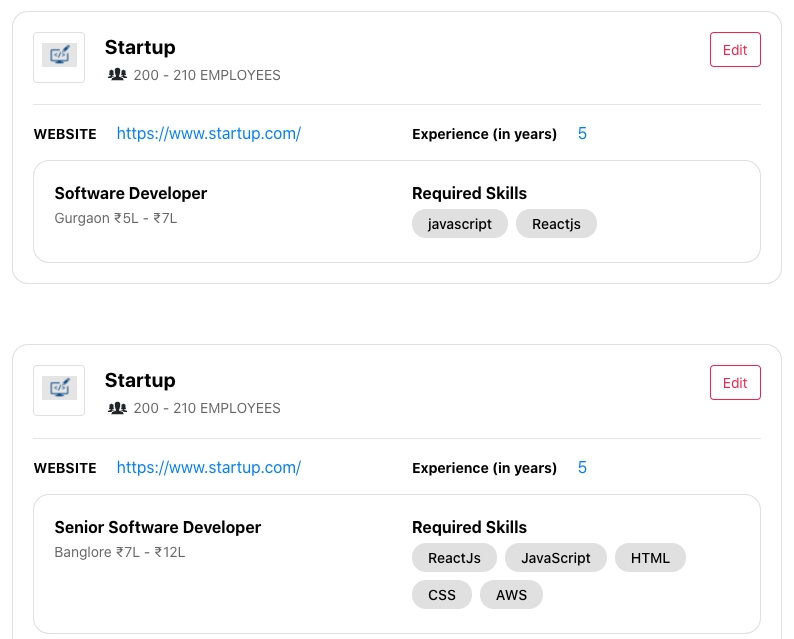 Startup
Edit
200 - 210 EMPLOYEES
WEBSITE https://www.startup.com/ Experience (in years) 5
Software Developer Required Skills
Gurgaon ₹5L - ₹7L
javascript Reactjs
Startup
Edit
200 - 210 EMPLOYEES
WEBSITE https://www.startup.com/ Experience (in years) 5
Senior Software Developer Required Skills
Banglore ₹7L - ₹12L
ReactJs JavaScript HTML
CSS AWS